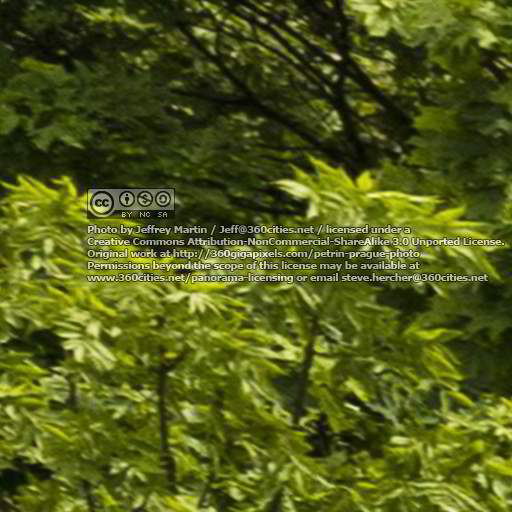 cc
BY NC SA
Photo by Jeffrey Martin / Jeff@360cities.net / licensed under a
Creative Commons Attribution-NonCommercial-ShareAlike 3.0 Unported License.
Original work at http://360gigapixels.com/petrin-prague-photo
Permissions beyond the scope of this license may be available at
www.360cities.net/panorama-licensing or email steve.hercher@360cities.net